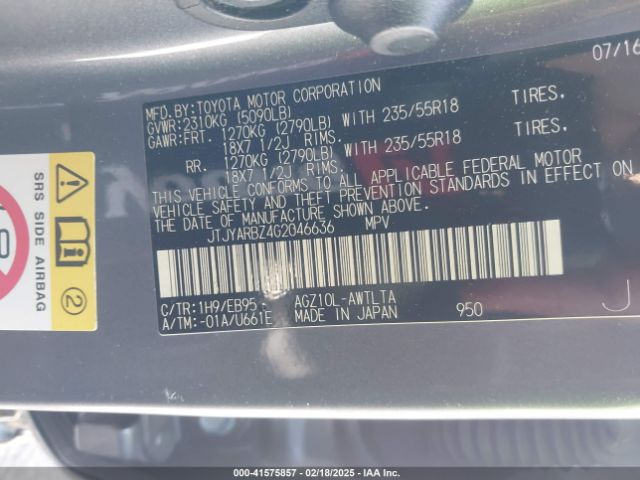 07/16
MFD.BY:TOYOTA MOTOR CORPORATION
GVWR:2310KG (5090LB)
GAWR:FRT. 1270KG (2790LB) WITH 235/55R18 TIRES.
18X7 1/2J RIMS.
RR. 1270KG (2790LB) WITH 235/55R18 TIRES.
18X7 1/2J RIMS.
THIS VEHICLE CONFORMS TO ALL APPLICABLE FEDERAL MOTOR
VEHICLE SAFETY AND THEFT PREVENTION STANDARDS IN EFFECT ON
THE DATE OF MANUFACTURE SHOWN ABOVE.
JTJYARBZ4G2046636 MPV
C/TR:1H9/EB95 AGZ10L-AWTLTA
A/TM:-01A/U661E MADE IN JAPAN 950
J
SRS SIDE AIRBAG
2
000-41575857 - 02/18/2025 - IAA Inc.